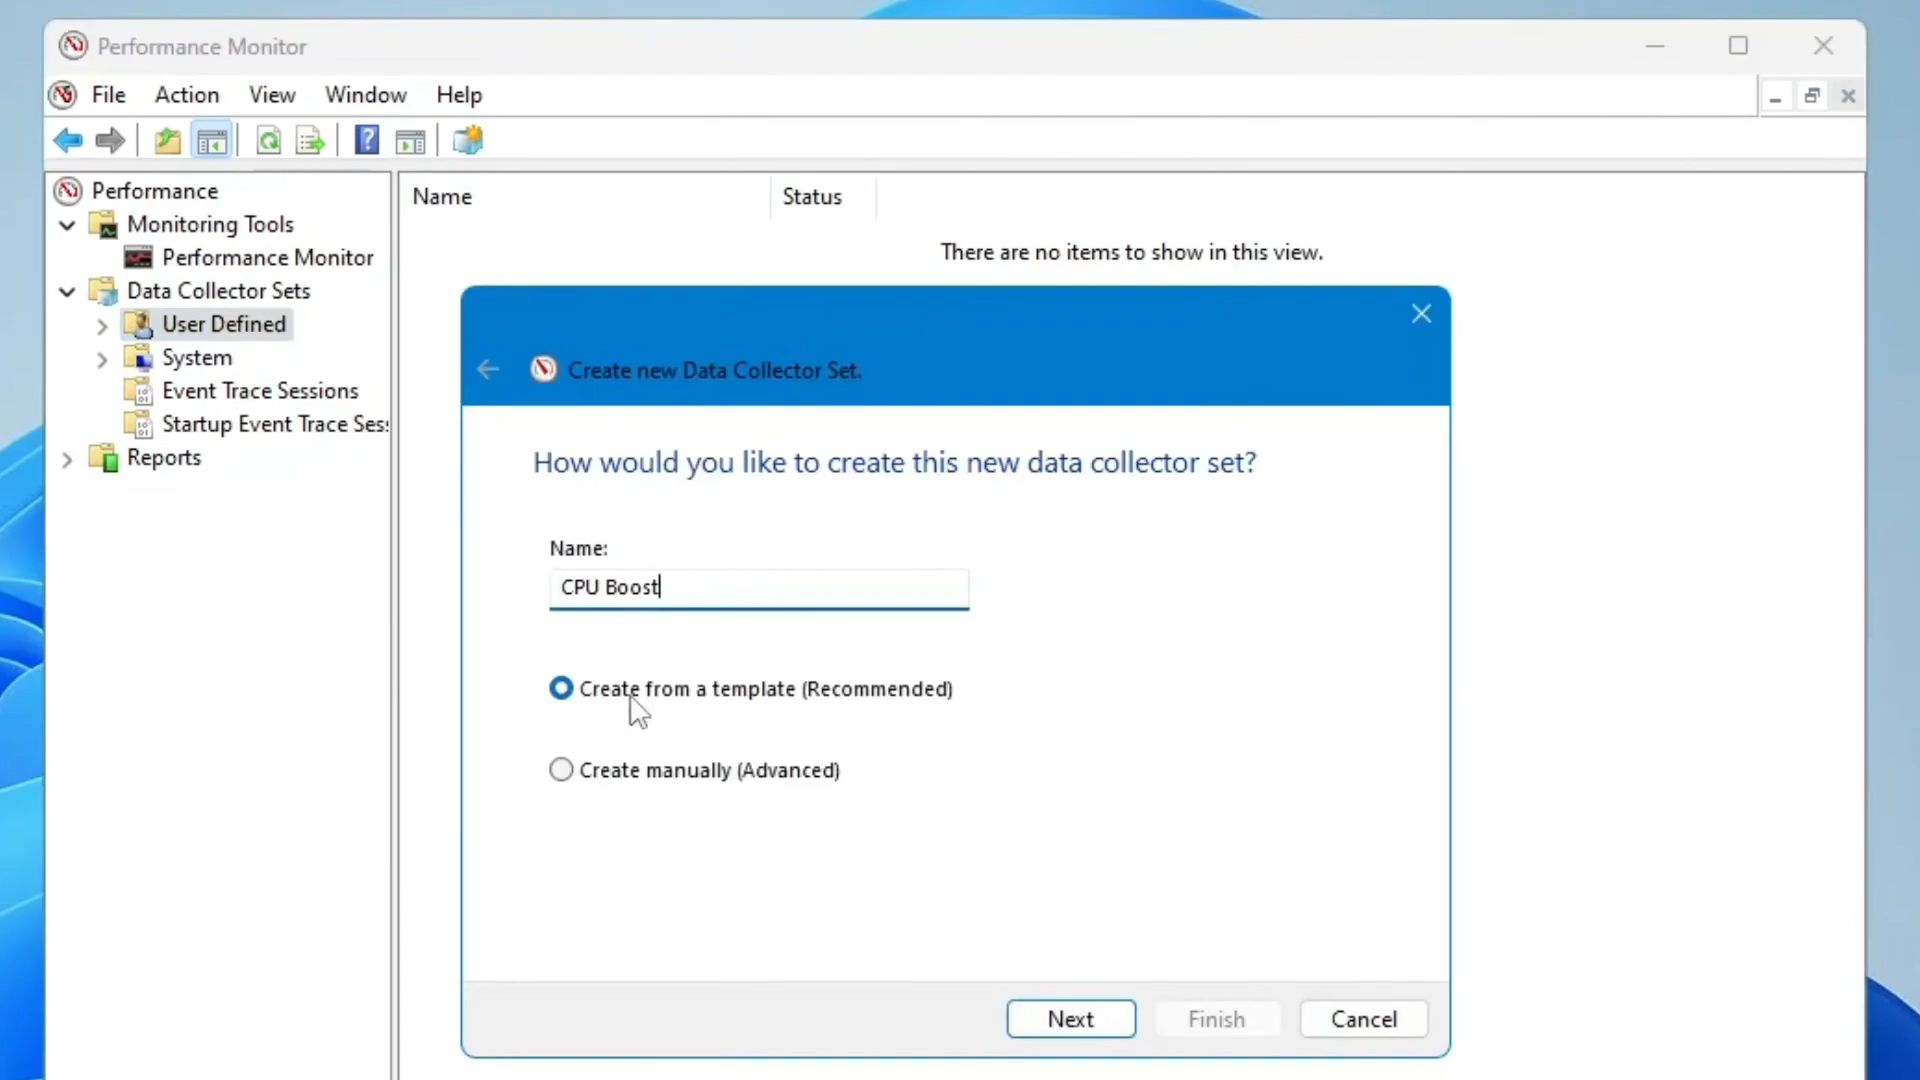 Performance Monitor
File Action View Window Help
Performance
Monitoring Tools
Performance Monitor
Data Collector Sets
User Defined
System
Event Trace Sessions
Startup Event Trace Ses
Reports
Name Status
There are no items to show in this view.
Create new Data Collector Set.
How would you like to create this new data collector set?
Name:
CPU Boost
Create from a template (Recommended)
Create manually (Advanced)
Next Finish Cancel